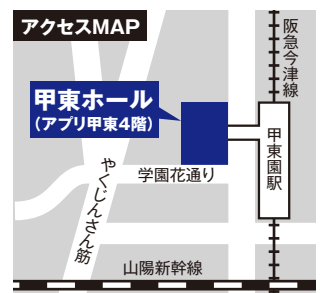 アクセスMAP
阪急今津線
甲東ホール
(アプリ甲東4階)
甲東園駅
学園花通り
やくじんさん筋
山陽新幹線